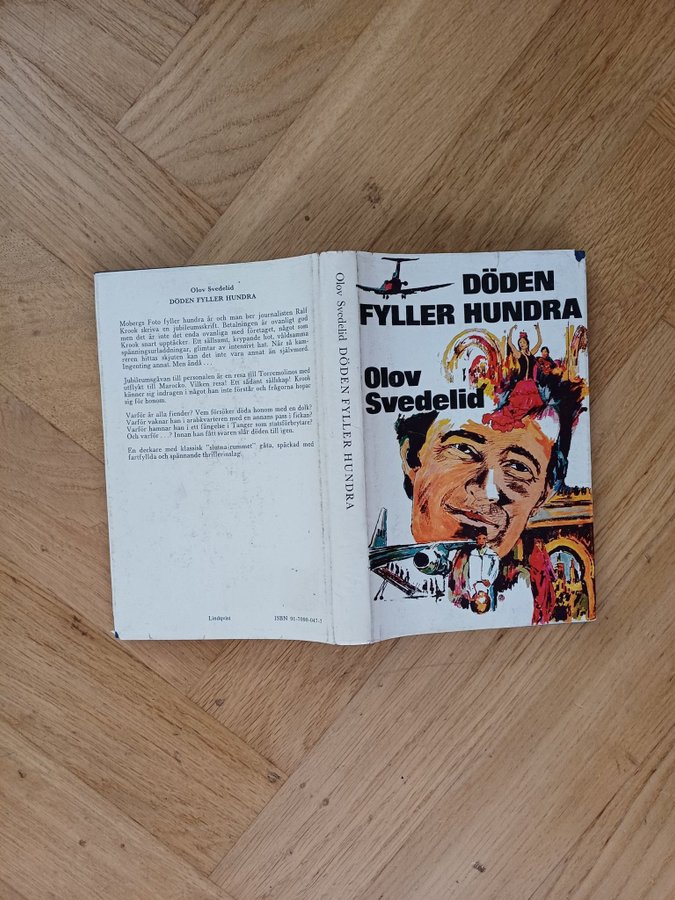 Olov Svedelid
DÖDEN FYLLER HUNDRA
Mobergs Foto fyller hundra år och man ber journalisten Ralf
Krook skriva en jubileumsskrift. Betalningen är ovanligt god
men det är inte det enda ovanliga med företaget, något som
Krook snart upptäcker. Ett sällsamt, krypande hot, våldsamma
spänningsurladdningar, glimtar av intensivt hat. När så kam-
reren hittas skjuten kan det inte vara annat än självmord.
Ingenting annat. Men ändå . . .
Jubileumsgåvan till personalen är en resa till Torremolinos med
utflykt till Marocko. Vilken resa! Ett sådant sällskap! Krook
känner sig indragen i något han inte förstår och frågorna hopar
sig för honom.
Varför är alla fiender? Vem försöker döda honom med en dolk?
Varför vaknar han i arabkvarteren med en annans pass i fickan?
Varför hamnar han i ett fängelse i Tanger som statsförbrytare?
Och varför . . .? Innan han fått svaren slår döden till igen.
En deckare med klassisk "slutna-rummet" gåta, späckad med
fartfyllda och spännande thrillerinslag.
Lindqvist
ISBN 91-7090-047-3
Olov Svedelid DÖDEN FYLLER HUNDRA
DÖDEN
FYLLER HUNDRA
Olov
Svedelid